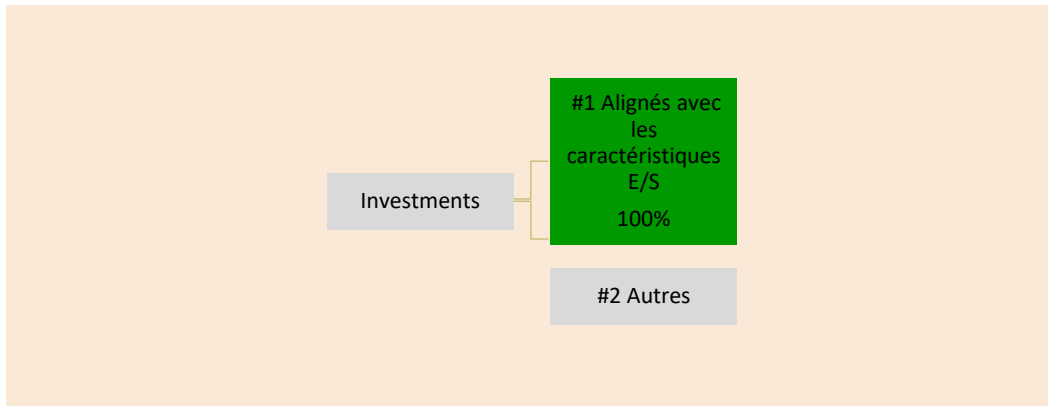 Investments
#1 Alignés avec
les
caractéristiques
E/S
100%
#2 Autres